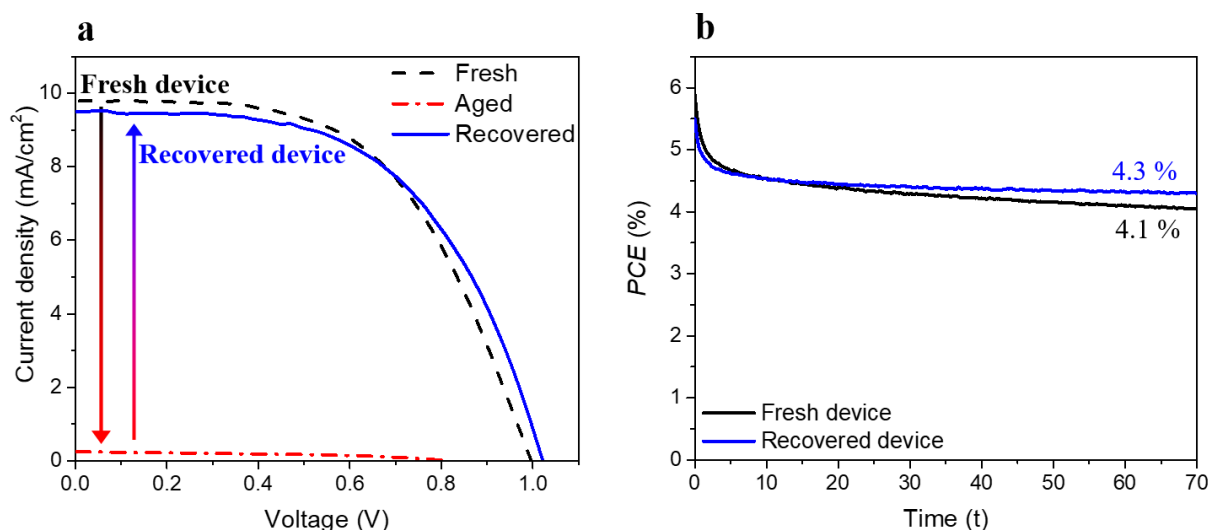 a
Current density (mA/cm²)
10
8
6
4
2
0
0.0 0.2 0.4 0.6 0.8 1.0
Voltage (V)
Fresh device
Recovered device
Fresh
Aged
Recovered
b
PCE (%)
6
5
4
3
2
1
0
0 10 20 30 40 50 60 70
Time (t)
4.3 %
4.1 %
Fresh device
Recovered device